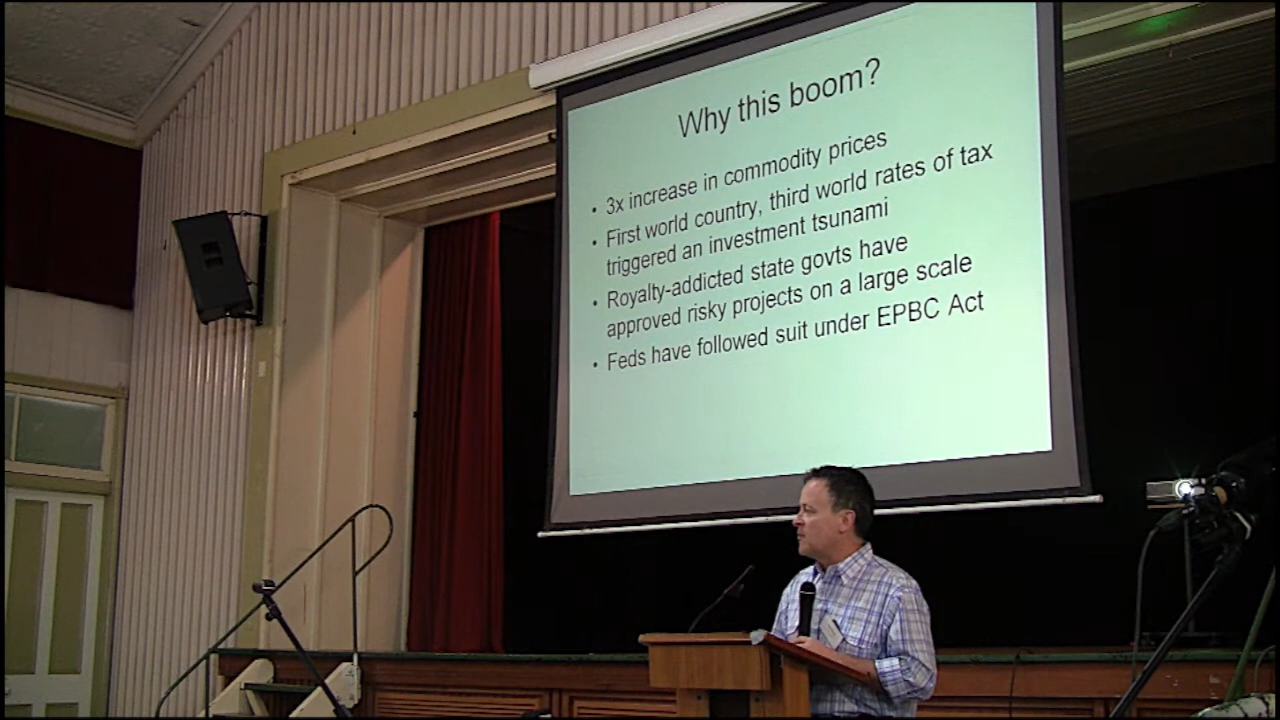 Why this boom?
• 3x increase in commodity prices
• First world country, third world rates of tax
triggered an investment tsunami
• Royalty-addicted state govts have
approved risky projects on a large scale
• Feds have followed suit under EPBC Act